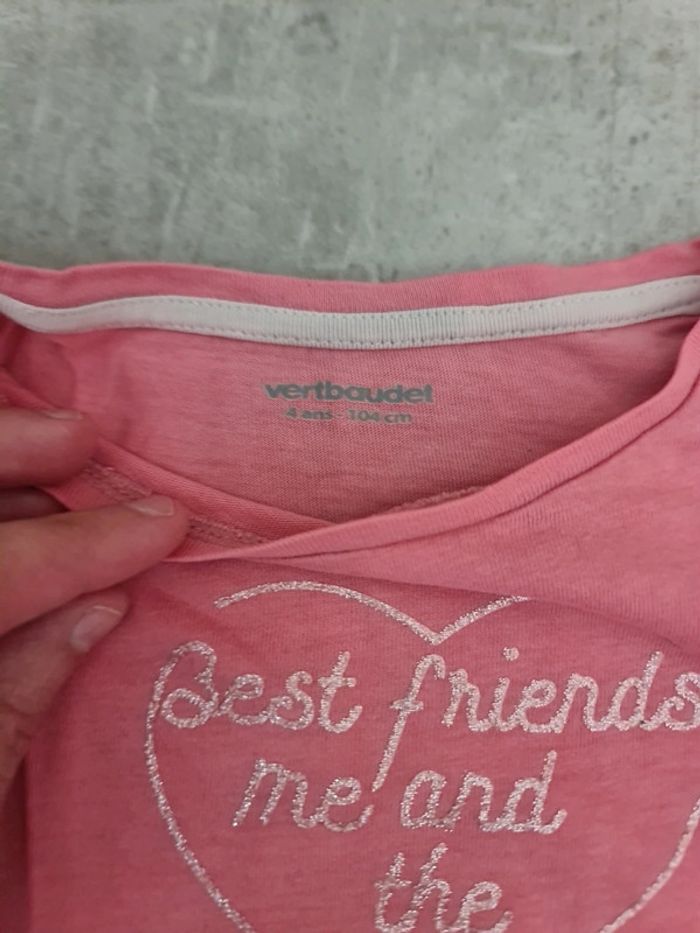 vertbaudet
4 ans - 104 cm
Best friends
me and
the